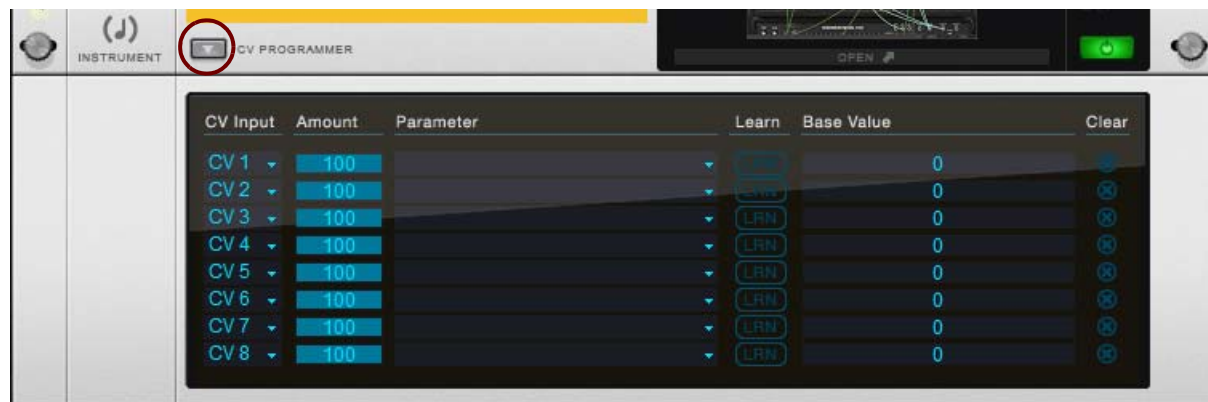 INSTRUMENT
CV PROGRAMMER
OPEN
CV Input Amount Parameter Learn Base Value Clear
CV 1 100 0
CV 2 100 LRN 0
CV 3 100 LRN 0
CV 4 100 LRN 0
CV 5 100 LRN 0
CV 6 100 LRN 0
CV 7 100 LRN 0
CV 8 100 LRN 0